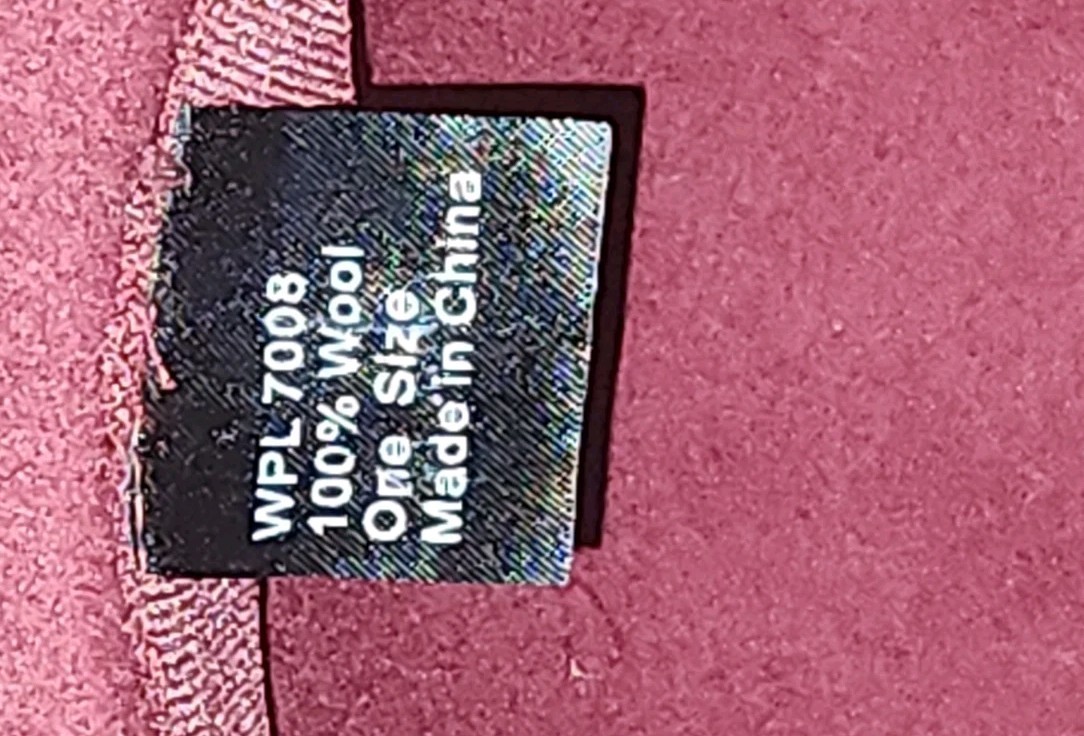 WPL 7008
100% Wool
One Size
Made in China